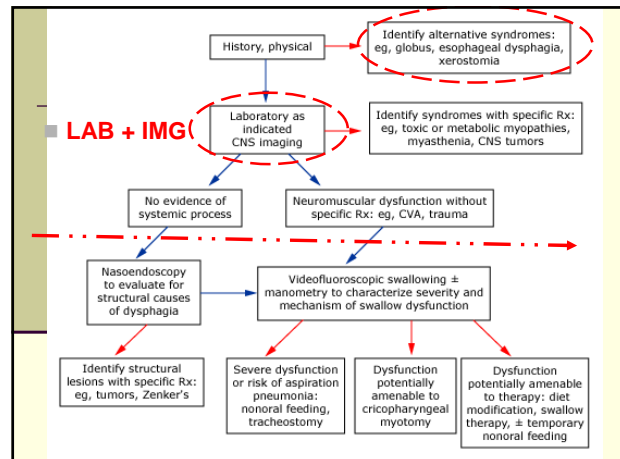 History, physical
Identify alternative syndromes:
eg, globus, esophageal dysphagia,
xerostomia
LAB + IMG
Laboratory as
indicated
CNS imaging
Identify syndromes with specific Rx:
eg, toxic or metabolic myopathies,
myasthenia, CNS tumors
No evidence of
systemic process
Neuromuscular dysfunction without
specific Rx: eg, CVA, trauma
Nasoendoscopy
to evaluate for
structural causes
of dysphagia
Videofluoroscopic swallowing ±
manometry to characterize severity and
mechanism of swallow dysfunction
Identify structural
lesions with specific Rx:
eg, tumors, Zenker's
Severe dysfunction
or risk of aspiration
pneumonia:
nonoral feeding,
tracheostomy
Dysfunction
potentially
amenable to
cricopharyngeal
myotomy
Dysfunction
potentially amenable
to therapy: diet
modification, swallow
therapy, ± temporary
nonoral feeding